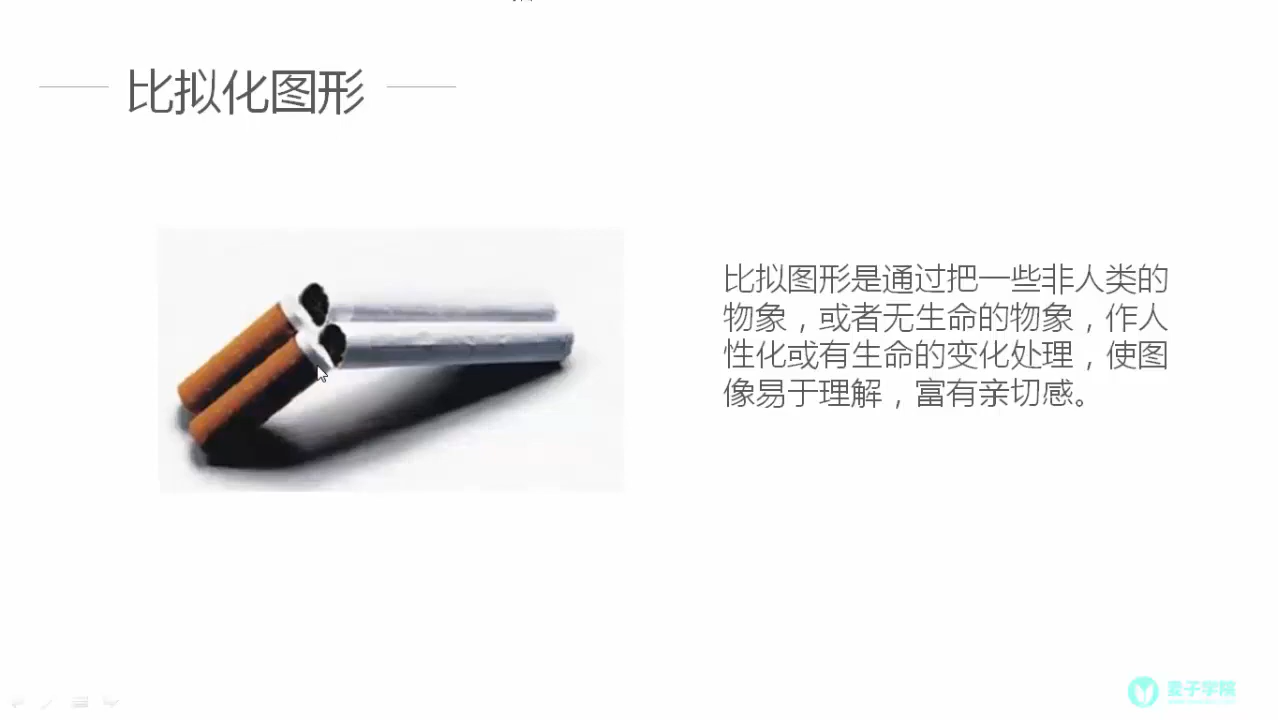 比拟化图形
比拟图形是通过把一些非人类的
物象，或者无生命的物象，作人
性化或有生命的变化处理，使图
像易于理解，富有亲切感。
麦子学院